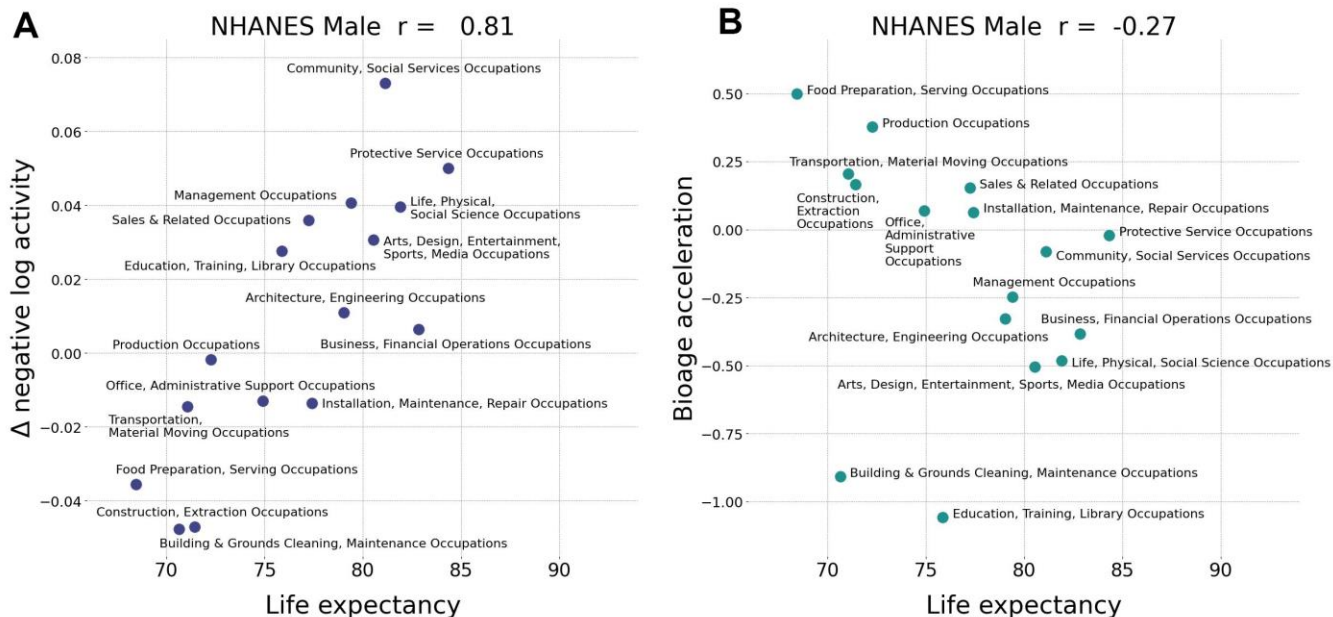 A
NHANES Male r = 0.81
Δ negative log activity
0.08
0.06
0.04
0.02
0.00
−0.02
−0.04
Community, Social Services Occupations
Protective Service Occupations
Management Occupations
Life, Physical,
Social Science Occupations
Sales & Related Occupations
Arts, Design, Entertainment,
Sports, Media Occupations
Education, Training, Library Occupations
Architecture, Engineering Occupations
Production Occupations
Business, Financial Operations Occupations
Office, Administrative Support Occupations
Installation, Maintenance, Repair Occupations
Transportation,
Material Moving Occupations
Food Preparation, Serving Occupations
Construction, Extraction Occupations
Building & Grounds Cleaning, Maintenance Occupations
70
75
80
85
90
Life expectancy
B
NHANES Male r = -0.27
Bioage acceleration
0.50
0.25
0.00
−0.25
−0.50
−0.75
−1.00
Food Preparation, Serving Occupations
Production Occupations
Transportation, Material Moving Occupations
Sales & Related Occupations
Construction,
Extraction
Occupations
Installation, Maintenance, Repair Occupations
Office,
Administrative
Support
Occupations
Protective Service Occupations
Community, Social Services Occupations
Management Occupations
Business, Financial Operations Occupations
Architecture, Engineering Occupations
Life, Physical, Social Science Occupations
Arts, Design, Entertainment, Sports, Media Occupations
Building & Grounds Cleaning, Maintenance Occupations
Education, Training, Library Occupations
70
75
80
85
90
Life expectancy